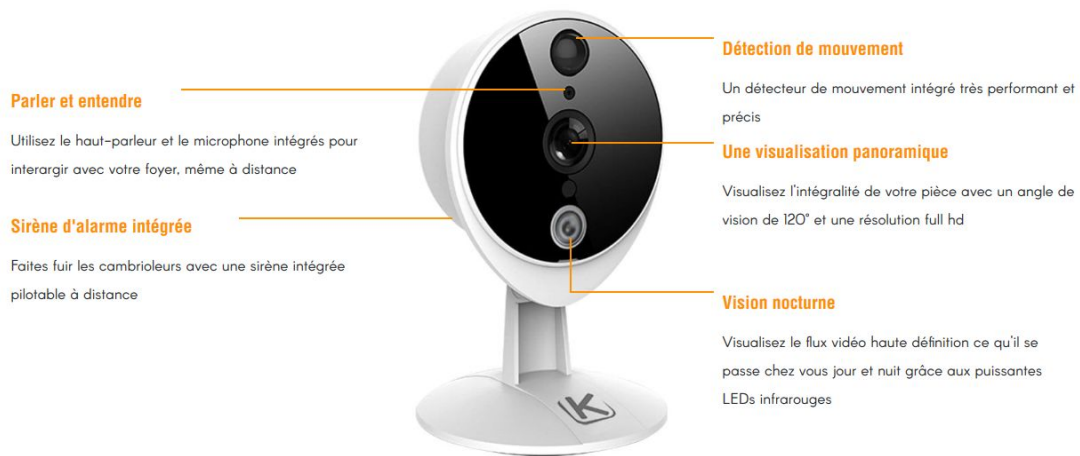 Parler et entendre
Utilisez le haut-parleur et le microphone intégrés pour
interargir avec votre foyer, même à distance
Sirène d'alarme intégrée
Faites fuir les cambrioleurs avec une sirène intégrée
pilotable à distance
Détection de mouvement
Un détecteur de mouvement intégré très performant et
précis
Une visualisation panoramique
Visualisez l'intégralité de votre pièce avec un angle de
vision de 120° et une résolution full hd
Vision nocturne
Visualisez le flux vidéo haute définition ce qu'il se
passe chez vous jour et nuit grâce aux puissantes
LEDs infrarouges
K